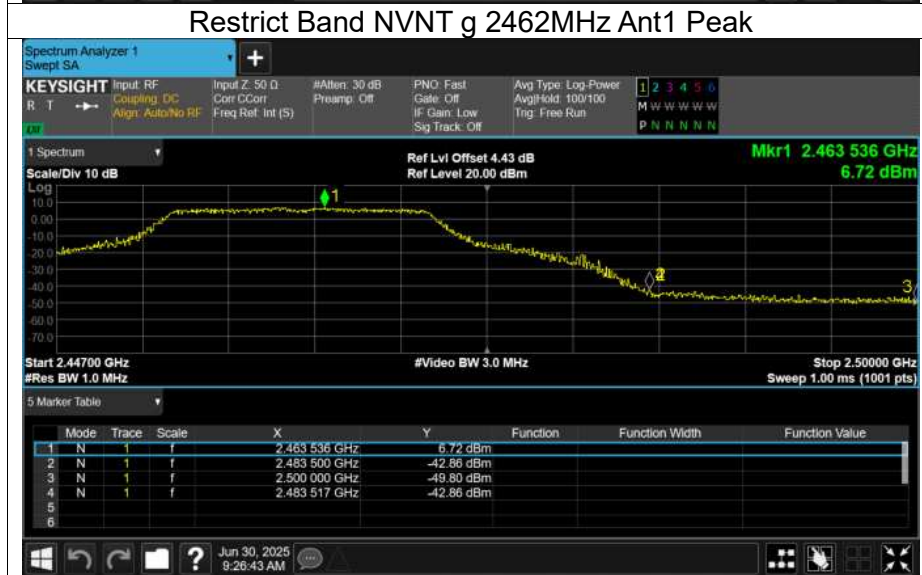 Restrict Band NVNT g 2462MHz Ant1 Peak
Spectrum Analyzer 1
Swept SA
+
KEYSIGHT Input: RF Input Z: 50 Ω #Atten: 30 dB PNO: Fast Avg Type: Log-Power 1 2 3 4 5 6
R T Coupling: DC Corr CCorr Preamp: Off Gate: Off Avg|Hold: 100/100 M W W W W W
Align: Auto/No RF Freq Ref: Int (S) IF Gain: Low Trig: Free Run
Sig Track: Off P N N N N N
1 Spectrum Ref Lvl Offset 4.43 dB Mkr1 2.463 536 GHz
Scale/Div 10 dB Ref Level 20.00 dBm 6.72 dBm
Log
10.0
1
0.00
-10.0
-20.0
-30.0
2
-40.0
3
-50.0
-60.0
-70.0
Start 2.44700 GHz #Video BW 3.0 MHz Stop 2.50000 GHz
#Res BW 1.0 MHz Sweep 1.00 ms (1001 pts)
5 Marker Table
Mode Trace Scale X Y Function Function Width Function Value
1 N 1 f 2.463 536 GHz 6.72 dBm
2 N 1 f 2.483 500 GHz -42.86 dBm
3 N 1 f 2.500 000 GHz -49.80 dBm
4 N 1 f 2.483 517 GHz -42.86 dBm
5
6
? Jun 30, 2025
9:26:43 AM